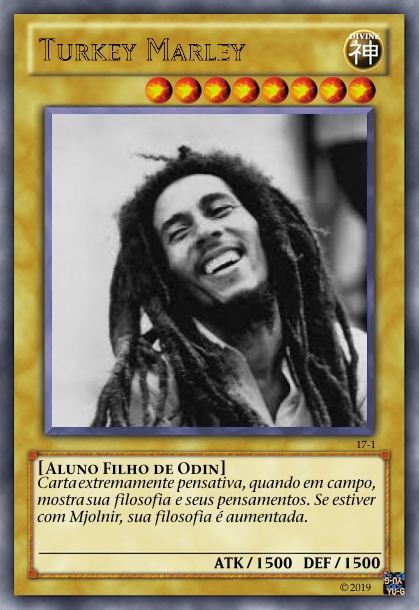 Turkey Marley
DIVINE
神
17-1
[Aluno Filho de Odin]
Carta extremamente pensativa, quando em campo,
mostra sua filosofia e seus pensamentos. Se estiver
com Mjolnir, sua filosofia é aumentada.
ATK / 1500 DEF / 1500
©2019